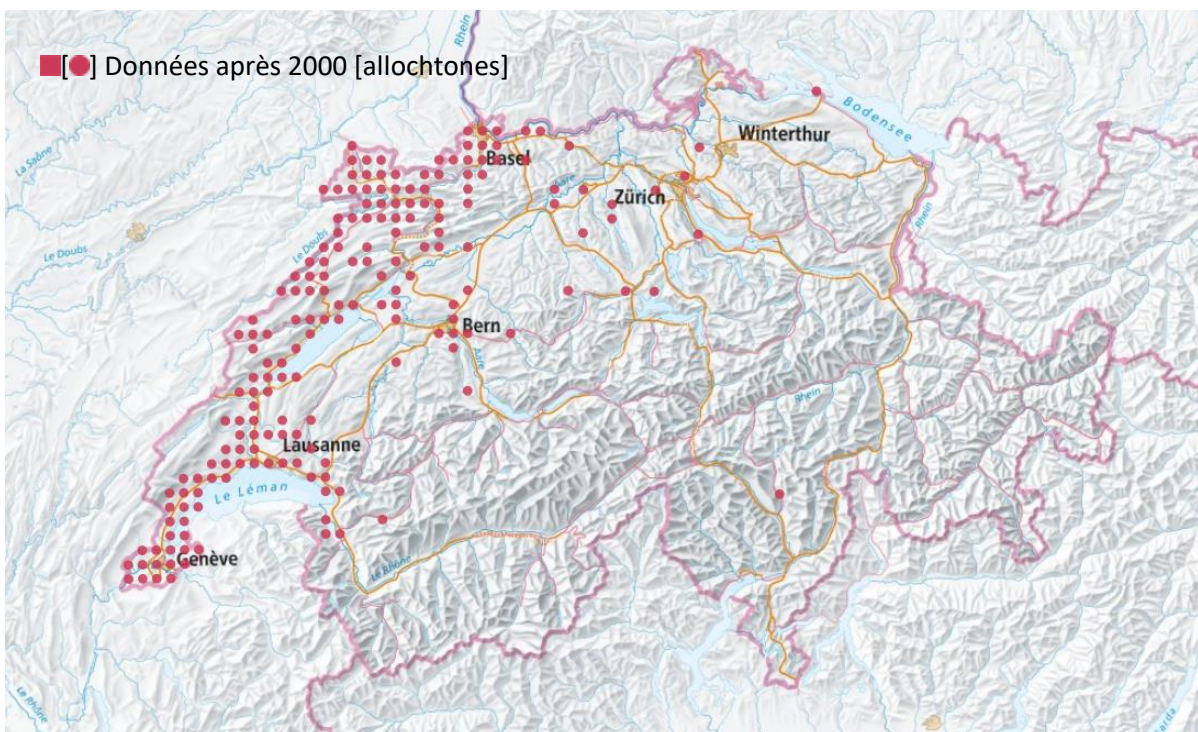 [●] Données après 2000 [allochtones]
Rhein
La Saône
Bodensee
Winterthur
Basel
Aare
Zürich
Le Doubs
Le Doubs
Rhein
Bern
Aare
Rhein
Lausanne
Le Léman
Genève
Le Rhône
Le Rhône